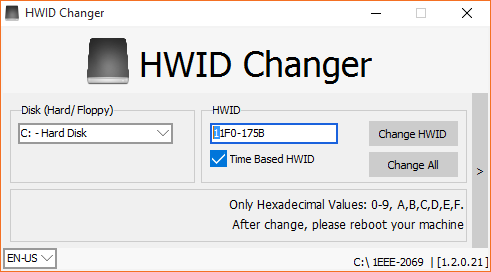 HWID Changer
HWID Changer
Disk (Hard/Floppy)
C: - Hard Disk
HWID
11F0-175B
Time Based HWID
Change HWID
Change All
>
Only Hexadecimal Values: 0-9, A,B,C,D,E,F.
After change, please reboot your machine
EN-US
C:\ 1EEE-2069 | [1.2.0.21]